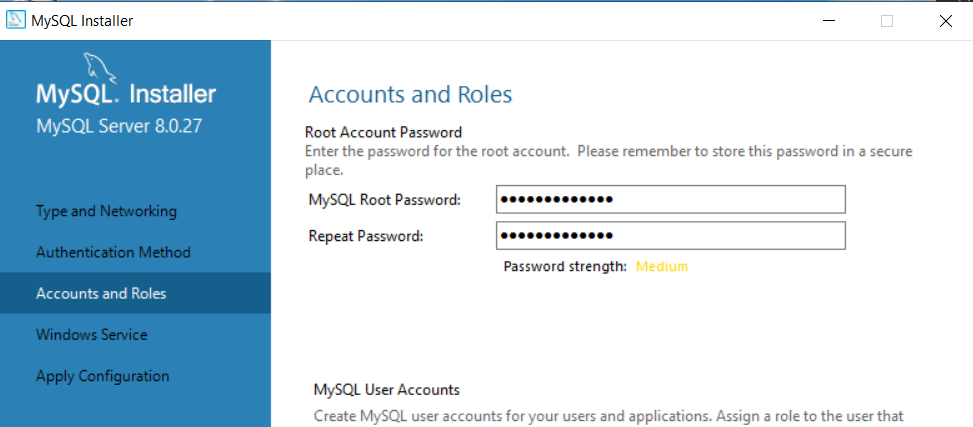 MySQL Installer
MySQL. Installer
MySQL Server 8.0.27
Type and Networking
Authentication Method
Accounts and Roles
Windows Service
Apply Configuration
Accounts and Roles
Root Account Password
Enter the password for the root account.  Please remember to store this password in a secure
place.
MySQL Root Password: •••••••••••••
Repeat Password: •••••••••••••
Password strength: Medium
MySQL User Accounts
Create MySQL user accounts for your users and applications. Assign a role to the user that